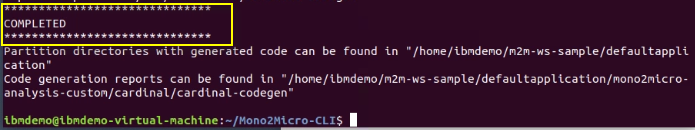 ******************************
COMPLETED
******************************
Partition directories with generated code can be found in "/home/ibmdemo/m2m-ws-sample/defaultappli
cation"
Code generation reports can be found in "/home/ibmdemo/m2m-ws-sample/defaultapplication/mono2micro-
analysis-custom/cardinal/cardinal-codegen"
ibmdemo@ibmdemo-virtual-machine:~/Mono2Micro-CLI$